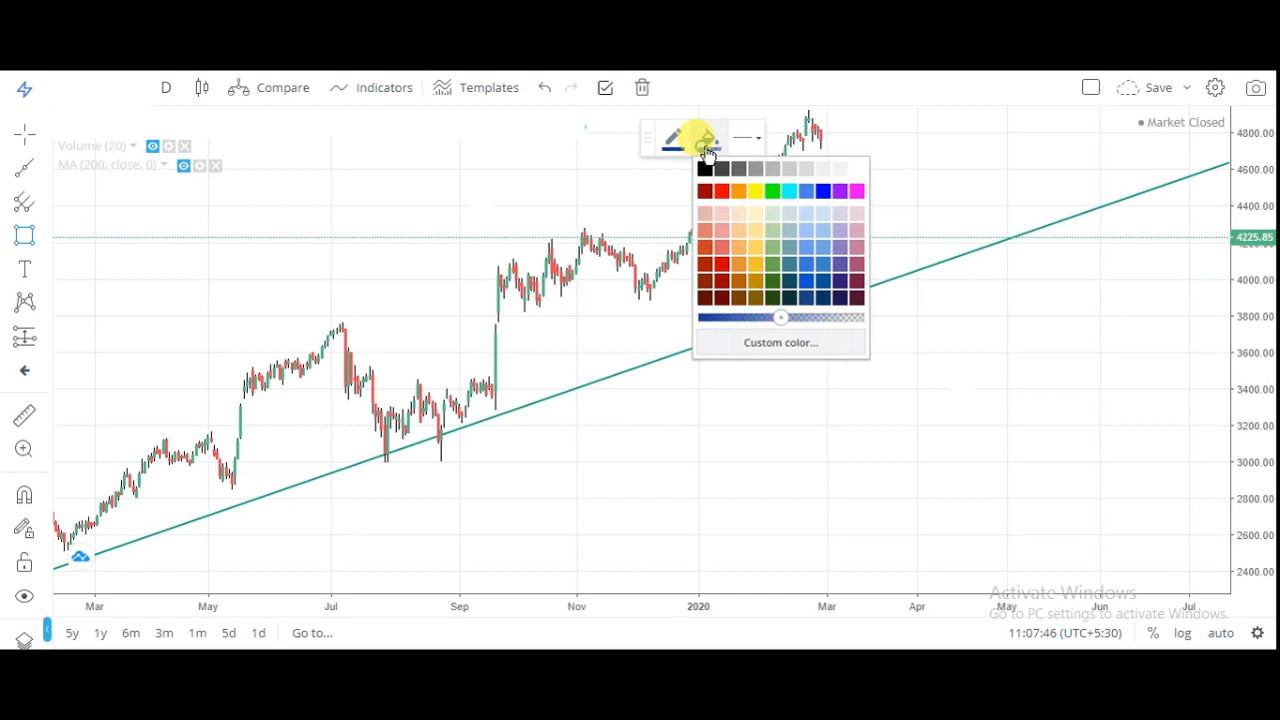 D Compare Indicators Templates Save
Market Closed
Volume (20)
MA (200, close, 0)
4800.00
4600.00
4400.00
4225.85
4000.00
3800.00
3600.00
3400.00
3200.00
3000.00
2800.00
2600.00
2400.00
Custom color...
Mar May Jul Sep Nov 2020 Mar Apr May Jun Jul
Activate Windows
Go to PC settings to activate Windows.
5y 1y 6m 3m 1m 5d 1d Go to... 11:07:46 (UTC+5:30) % log auto